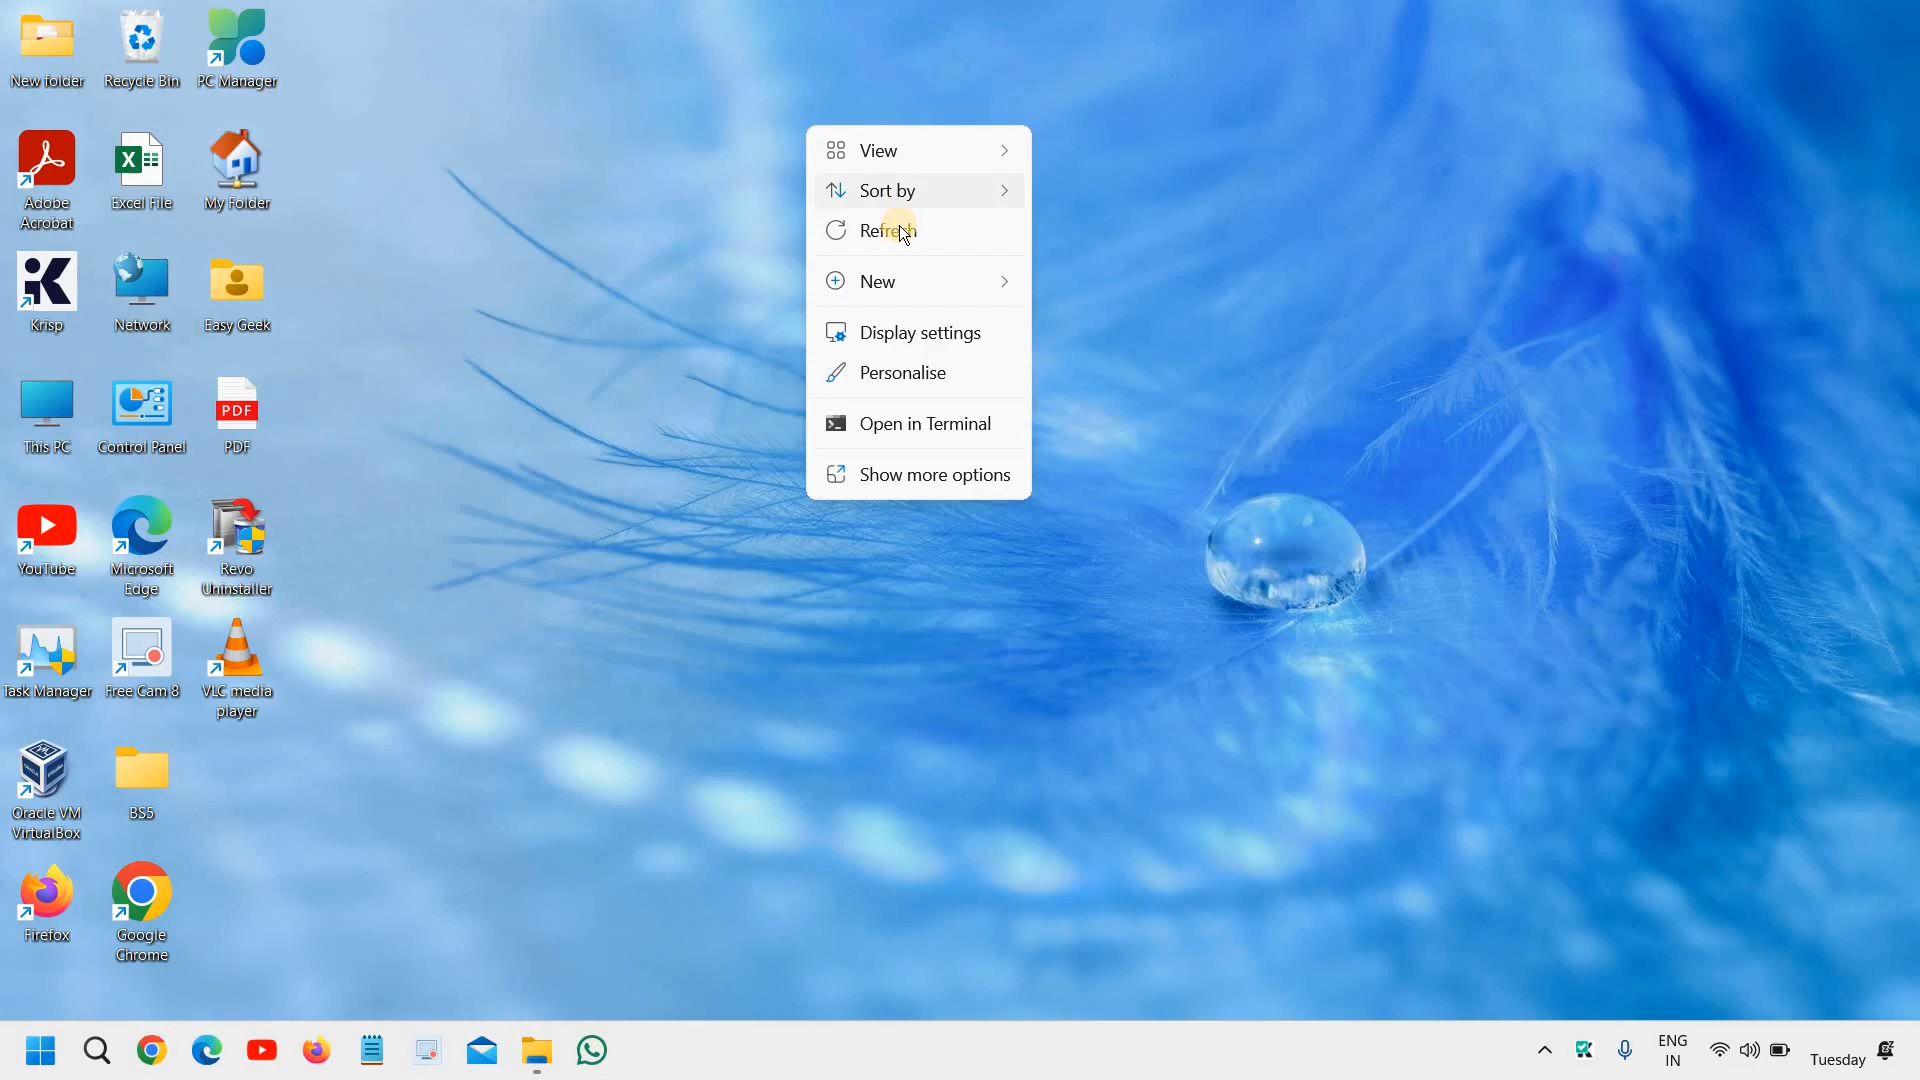 New folder
Recycle Bin
PC Manager
Adobe
Acrobat
Excel File
My Folder
Krisp
Network
Easy Geek
This PC
Control Panel
PDF
PDF
YouTube
Microsoft
Edge
Revo
Uninstaller
Task Manager
Free Cam 8
VLC media
player
Oracle VM
VirtualBox
BS5
Firefox
Google
Chrome
View
Sort by
Refresh
New
Display settings
Personalise
Open in Terminal
Show more options
ENG
IN
Tuesday